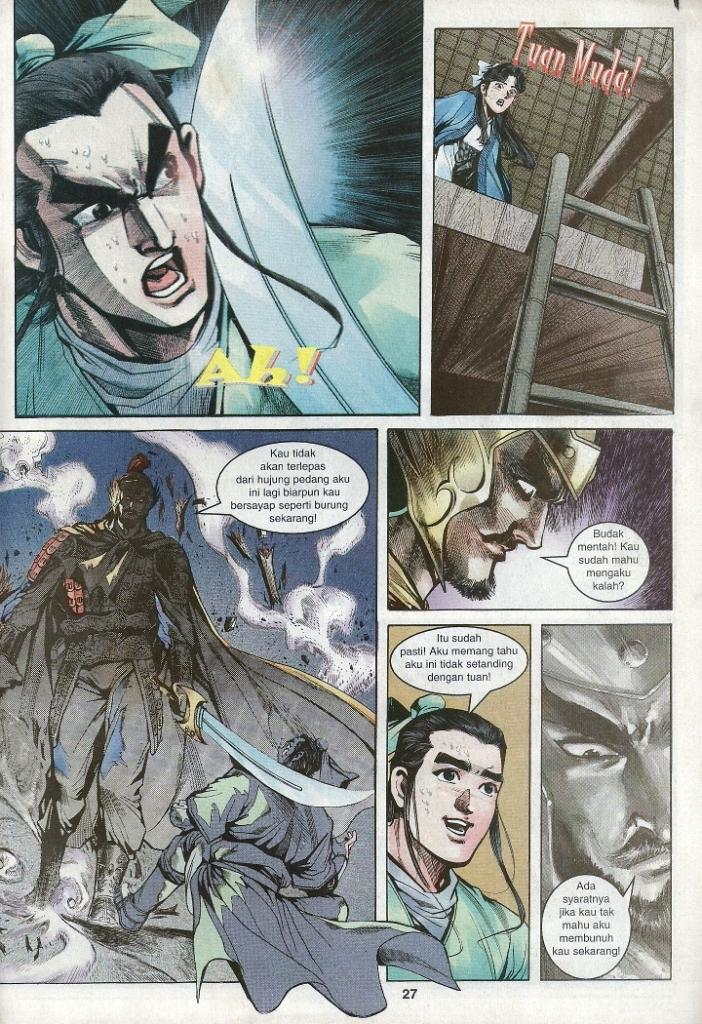 Ah!
Tuan Muda!
Kau tidak
akan terlepas
dari hujung pedang aku
ini lagi biarpun kau
bersayap seperti burung
sekarang!
Budak
mentah! Kau
sudah mahu
mengaku
kalah?
Itu sudah
pasti! Aku memang tahu
aku ini tidak setanding
dengan tuan!
Ada
syaratnya
jika kau tak
mahu aku
membunuh
kau sekarang!
27